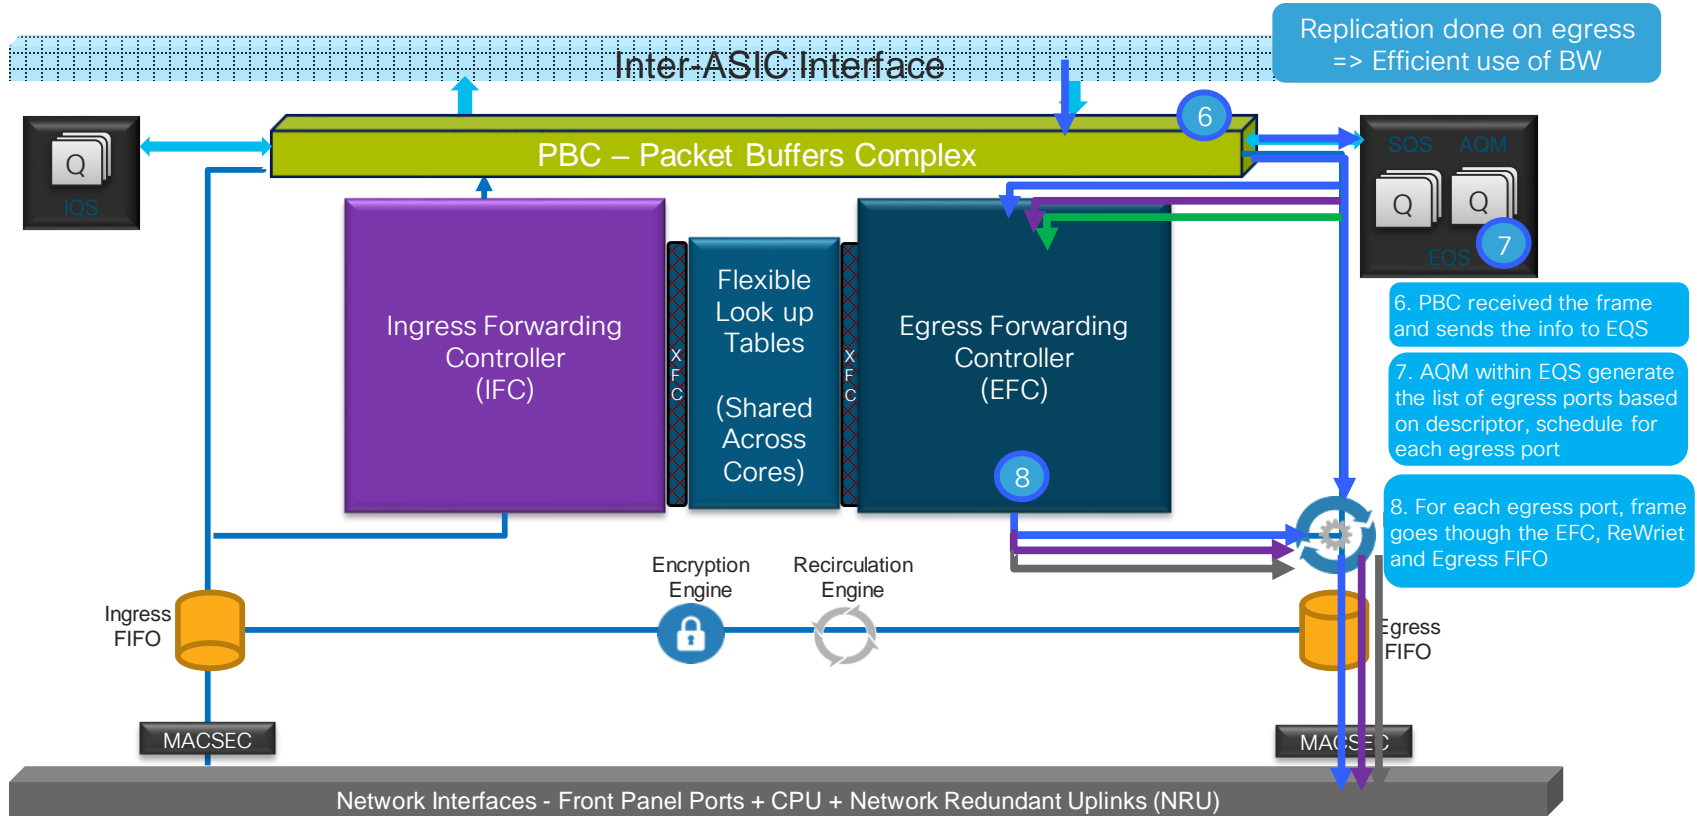 Replication done on egress
=> Efficient use of BW
Inter-ASIC Interface
6
PBC – Packet Buffers Complex
Q
IQS
SQS AQM
Q Q
EQS 7
Ingress Forwarding
Controller
(IFC)
X
F
C
Flexible
Look up
Tables
(Shared
Across
Cores)
X
F
C
Egress Forwarding
Controller
(EFC)
8
6. PBC received the frame
and sends the info to EQS
7. AQM within EQS generate
the list of egress ports based
on descriptor, schedule for
each egress port
8. For each egress port, frame
goes though the EFC, ReWriet
and Egress FIFO
Encryption
Engine
Recirculation
Engine
Ingress
FIFO
Egress
FIFO
MACSEC
MACSEC
Network Interfaces - Front Panel Ports + CPU + Network Redundant Uplinks (NRU)